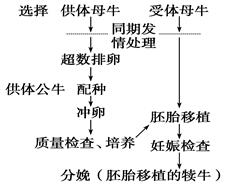 选择 供体母牛 受体母牛
同期发
情处理
超数排卵
供体公牛 配种
冲卵
质量检查、培养 胚胎移植
妊娠检查
分娩（胚胎移植的犊牛）